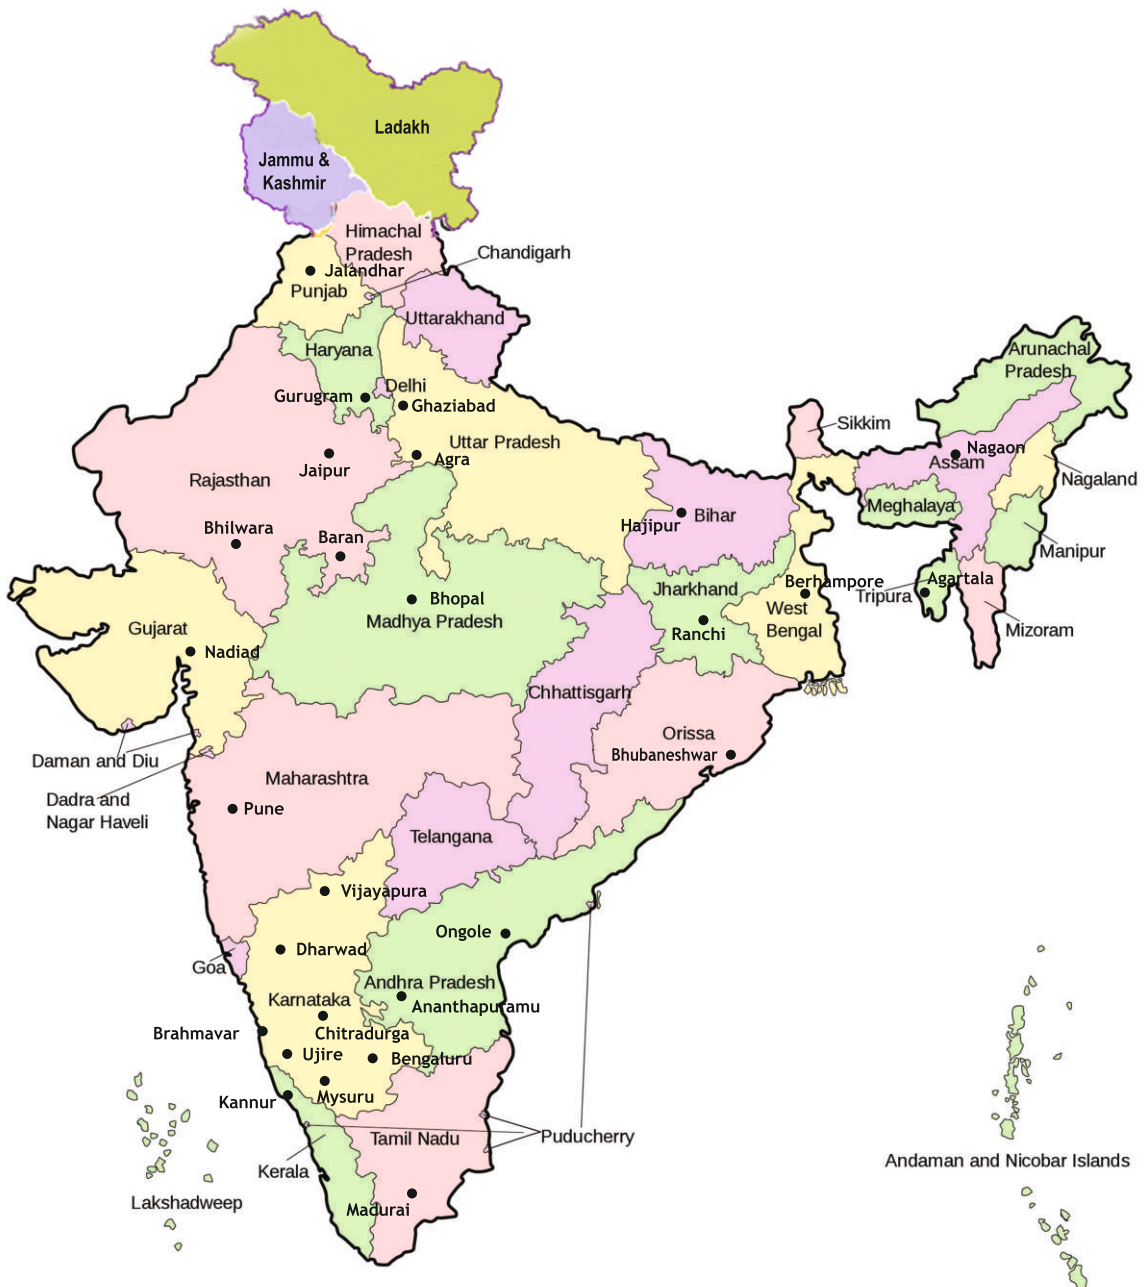 Ladakh
Jammu &
Kashmir
Himachal
Pradesh
Chandigarh
Jalandhar
Punjab
Uttarakhand
Haryana
Delhi
Gurugram
Ghaziabad
Arunachal
Pradesh
Sikkim
Uttar Pradesh
Agra
Jaipur
Rajasthan
Nagaon
Assam
Nagaland
Meghalaya
Bihar
Hajipur
Bhilwara
Baran
Manipur
Berhampore
Agartala
Tripura
Jharkhand
West
Bengal
Ranchi
Bhopal
Madhya Pradesh
Gujarat
Nadiad
Mizoram
Chhattisgarh
Orissa
Bhubaneshwar
Daman and Diu
Maharashtra
Dadra and
Nagar Haveli
Pune
Telangana
Vijayapura
Ongole
Dharwad
Goa
Andhra Pradesh
Karnataka
Ananthapuramu
Brahmavar
Chitradurga
Ujire
Bengaluru
Mysuru
Kannur
Tamil Nadu
Puducherry
Kerala
Andaman and Nicobar Islands
Lakshadweep
Madurai